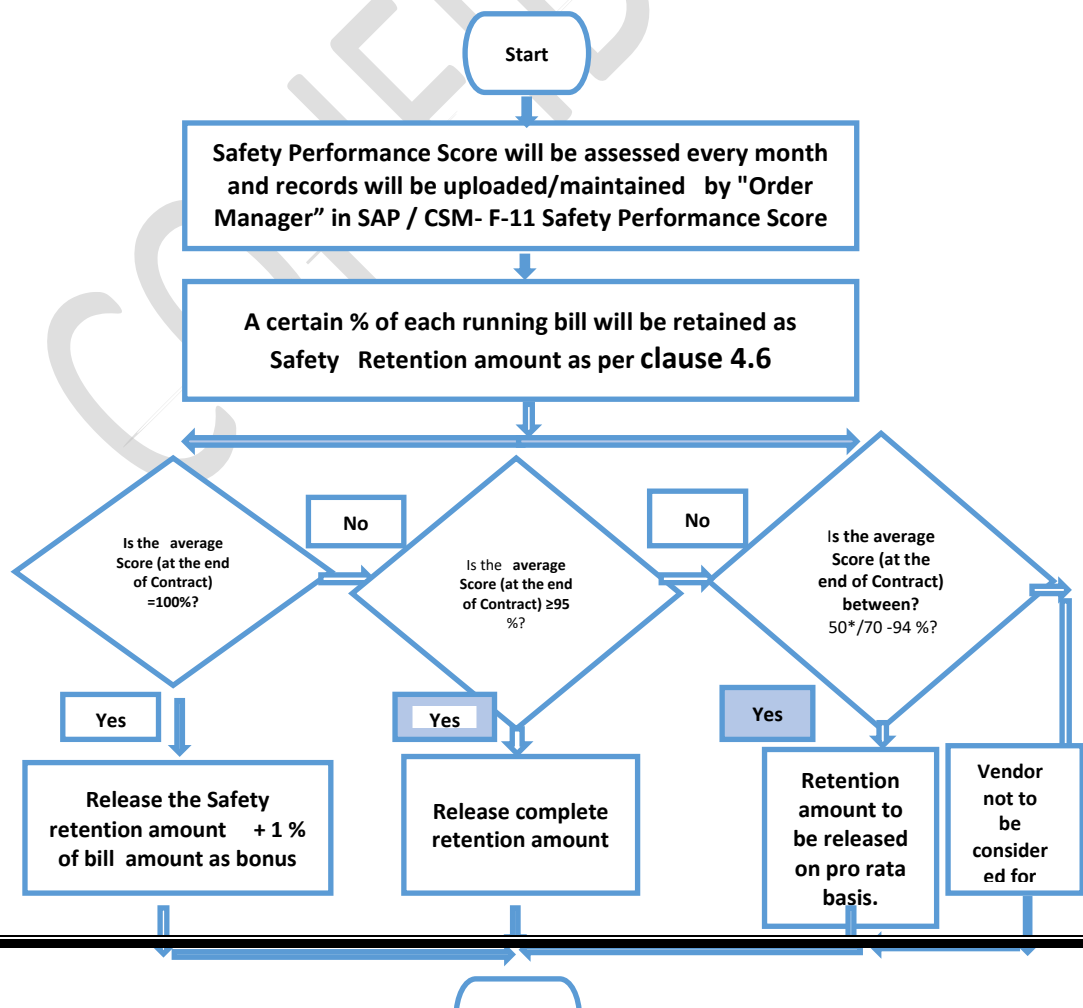 Start
Safety Performance Score will be assessed every month
and records will be uploaded/maintained by "Order
Manager” in SAP / CSM- F-11 Safety Performance Score
A certain % of each running bill will be retained as
Safety Retention amount as per clause 4.6
Is the average
Score (at the end
of Contract)
=100%?
No
Is the average
Score (at the end
of Contract) ≥95
%?
No
Is the average
Score (at the
end of Contract)
between?
50*/70 -94 %?
Yes
Yes
Yes
Release the Safety
retention amount + 1 %
of bill amount as bonus
Release complete
retention amount
Retention
amount to
be released
on pro rata
basis.
Vendor
not to
be
consider
ed for